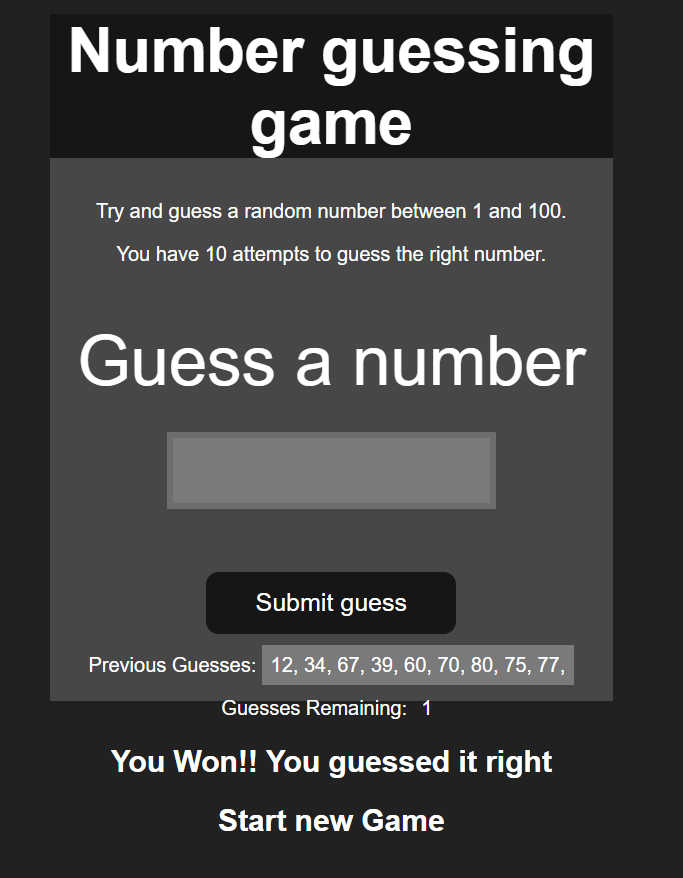 Number guessing
game
Try and guess a random number between 1 and 100.
You have 10 attempts to guess the right number.
Guess a number
Submit guess
Previous Guesses: 12, 34, 67, 39, 60, 70, 80, 75, 77,
Guesses Remaining: 1
You Won!! You guessed it right
Start new Game